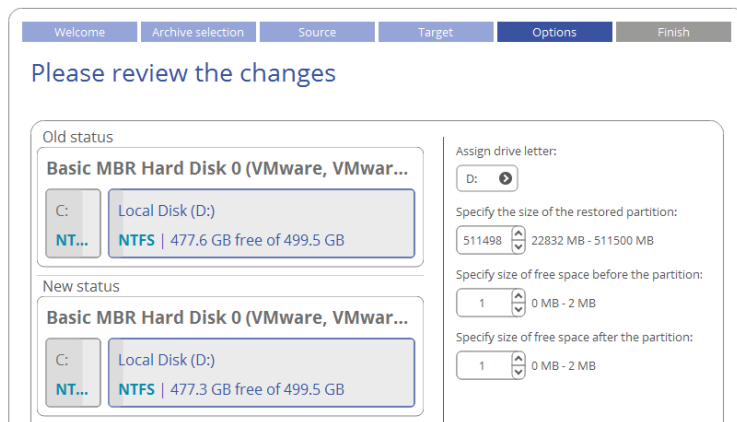 Welcome
Archive selection
Source
Target
Options
Finish
Please review the changes
Old status
Basic MBR Hard Disk 0 (VMware, VMwar...
C:
NT...
Local Disk (D:)
NTFS | 477.6 GB free of 499.5 GB
New status
Basic MBR Hard Disk 0 (VMware, VMwar...
C:
NT...
Local Disk (D:)
NTFS | 477.3 GB free of 499.5 GB
Assign drive letter:
D:
Specify the size of the restored partition:
511498 22832 MB - 511500 MB
Specify size of free space before the partition:
1 0 MB - 2 MB
Specify size of free space after the partition:
1 0 MB - 2 MB